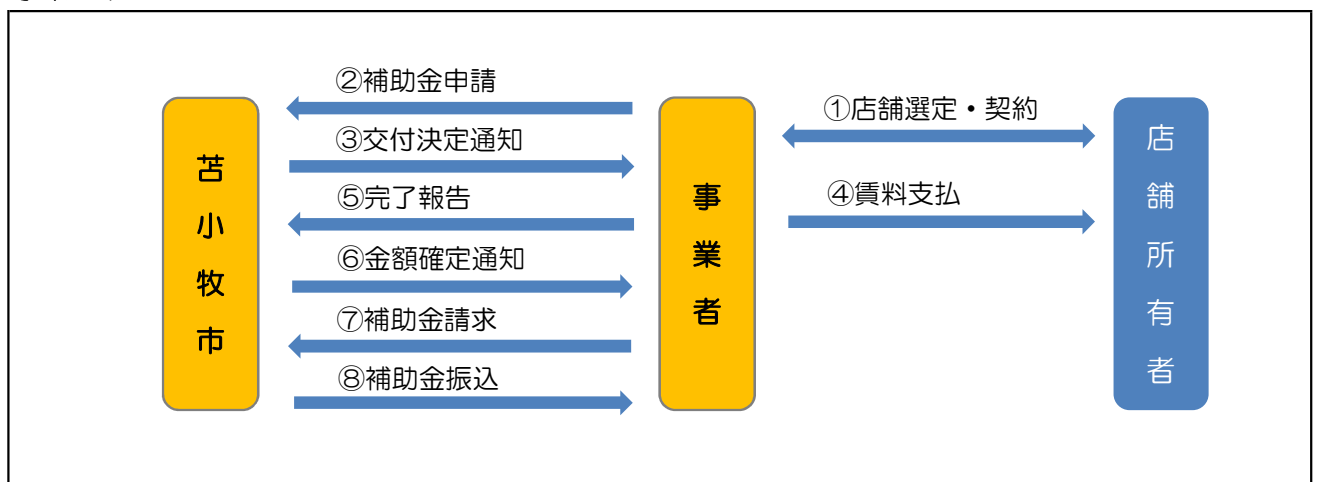 ②補助金申請
①店舗選定・契約
③交付決定通知
⑤完了報告
④賃料支払
⑥金額確定通知
⑦補助金請求
⑧補助金振込
苫小牧市
事業者
店舗所有者